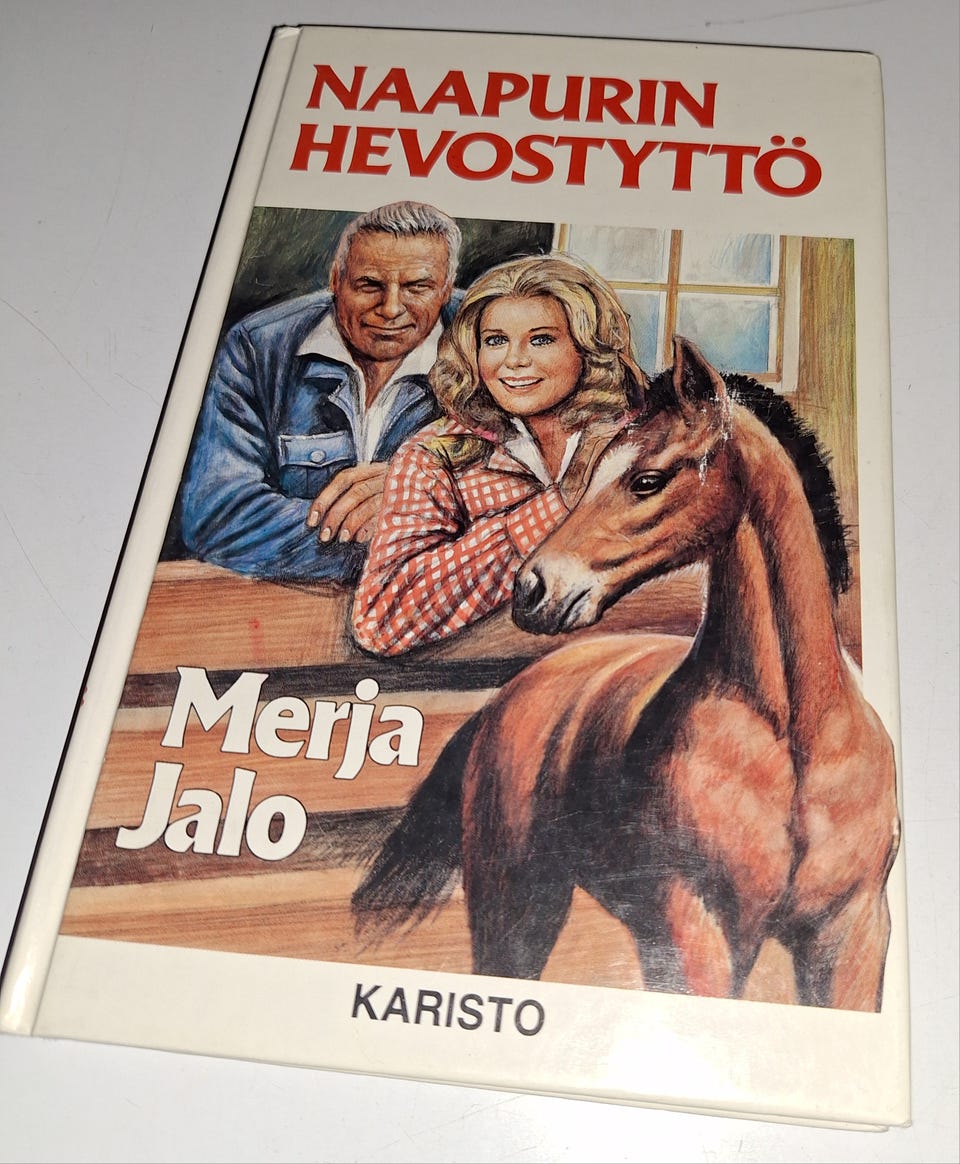 NAAPURIN
HEVOSTYTTÖ
Merja
Jalo
KARISTO